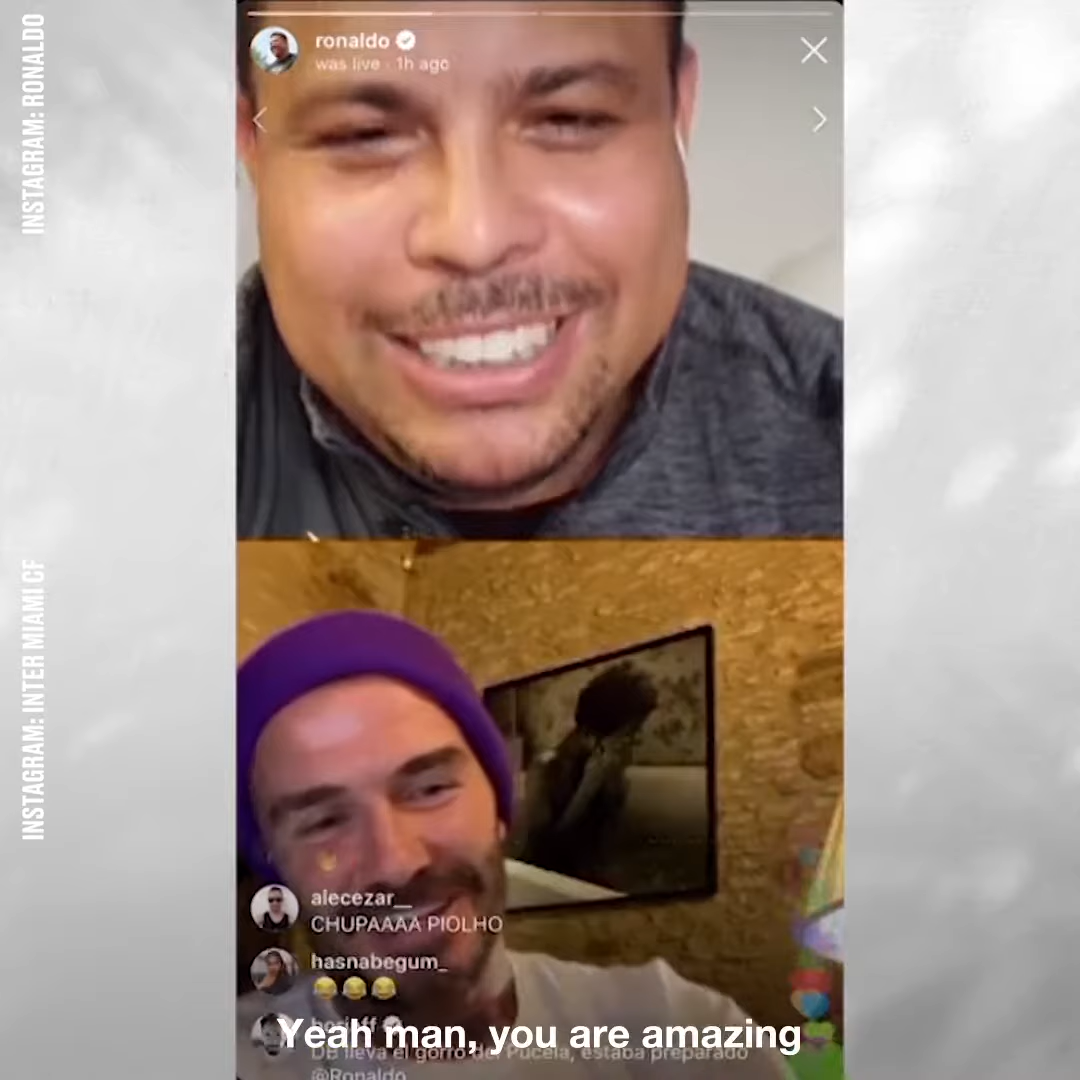 INSTAGRAM: RONALDO
INSTAGRAM: INTER MIAMI CF
ronaldo
was live · 1h ago
alecezar__
CHUPAAAA PIOLHO
hasnabegum_
😂😂😂
Yeah man, you are amazing
DB lleva el gorro del Pucela, estaba preparado
@Ronaldo